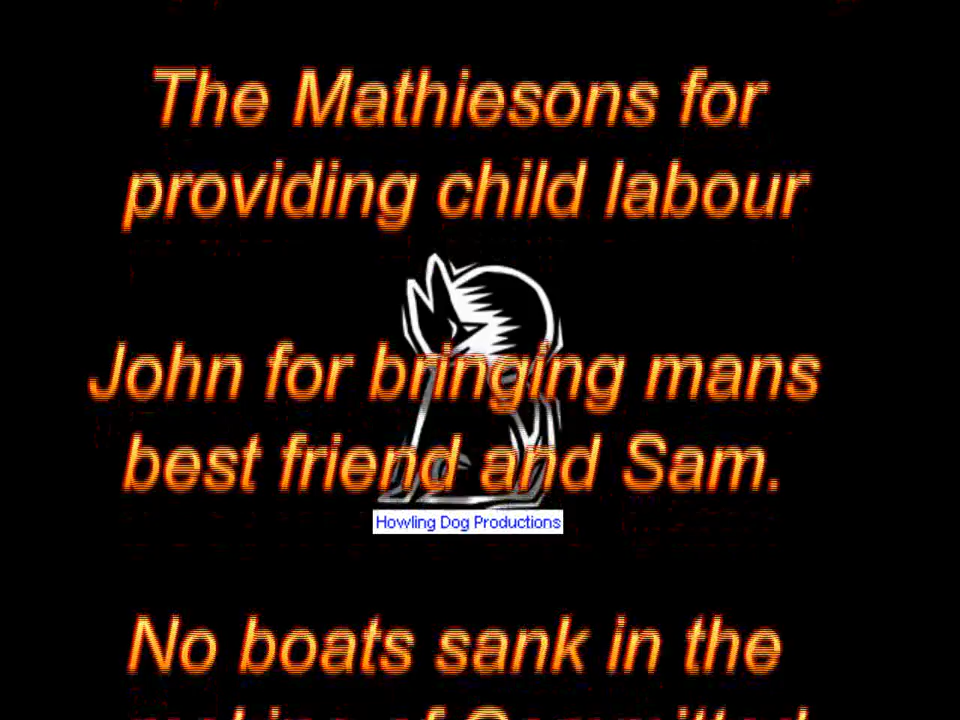 The Mathiesons for
providing child labour
John for bringing mans
best friend and Sam.
Howling Dog Productions
No boats sank in the